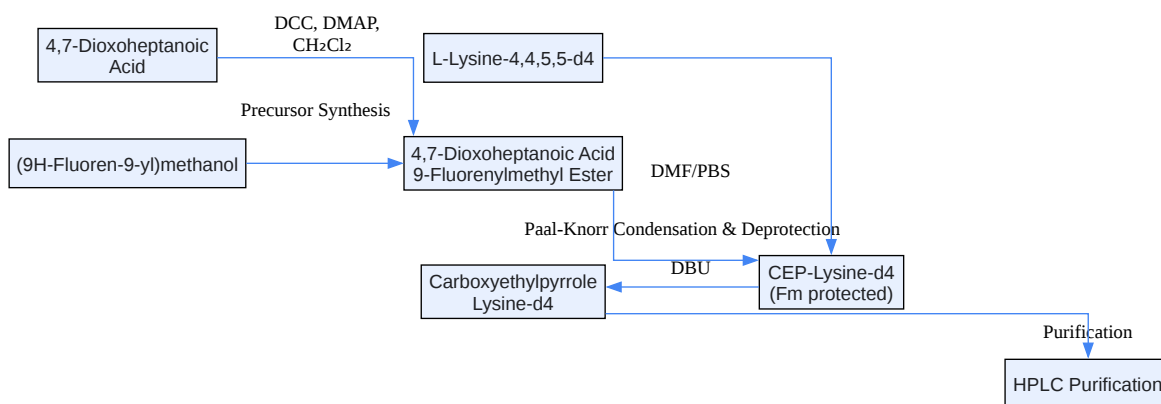 DCC, DMAP,
CH₂Cl₂
4,7-Dioxoheptanoic
Acid
L-Lysine-4,4,5,5-d4
Precursor Synthesis
(9H-Fluoren-9-yl)methanol
4,7-Dioxoheptanoic Acid
9-Fluorenylmethyl Ester
DMF/PBS
Paal-Knorr Condensation & Deprotection
DBU
CEP-Lysine-d4
(Fm protected)
Carboxyethylpyrrole
Lysine-d4
Purification
HPLC Purification